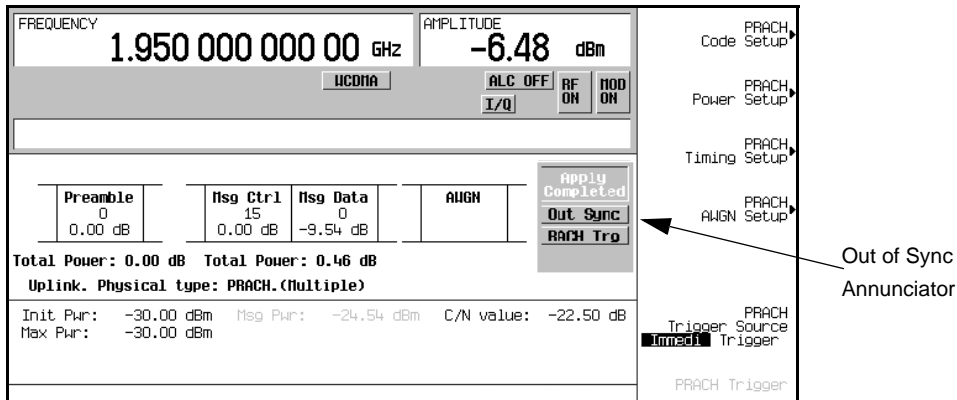 FREQUENCY
1.950 000 000 00 GHz
AMPLITUDE
-6.48 dBm
WCDMA
ALC OFF
I/Q
RF ON
MOD ON
PRACH
Code Setup
PRACH
Power Setup
PRACH
Timing Setup
PRACH
AWGN Setup
Preamble
0
0.00 dB
Msg Ctrl
15
0.00 dB
Msg Data
0
-9.54 dB
AWGN
Apply
Completed
Out Sync
RACH Trg
Total Power: 0.00 dB Total Power: 0.46 dB
Uplink. Physical type: PRACH.(Multiple)
Init Pwr: -30.00 dBm Msg Pwr: -24.54 dBm C/N value: -22.50 dB
Max Pwr: -30.00 dBm
PRACH
Trigger Source
Immedi Trigger
PRACH Trigger
Out of Sync
Annunciator